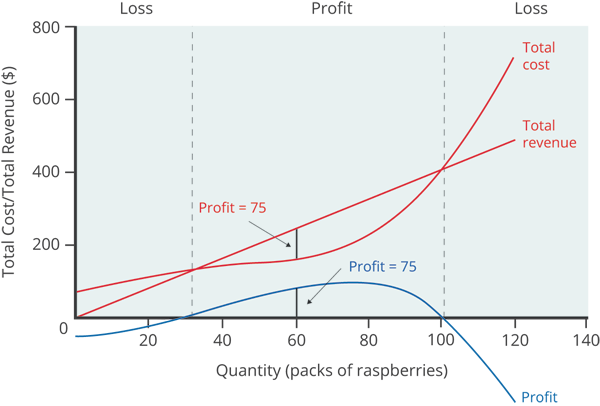 Loss Profit Loss
Total Cost/Total Revenue ($)
800
600
400
200
0
Total
cost
Total
revenue
Profit = 75
Profit = 75
20 40 60 80 100 120 140
Quantity (packs of raspberries)
Profit